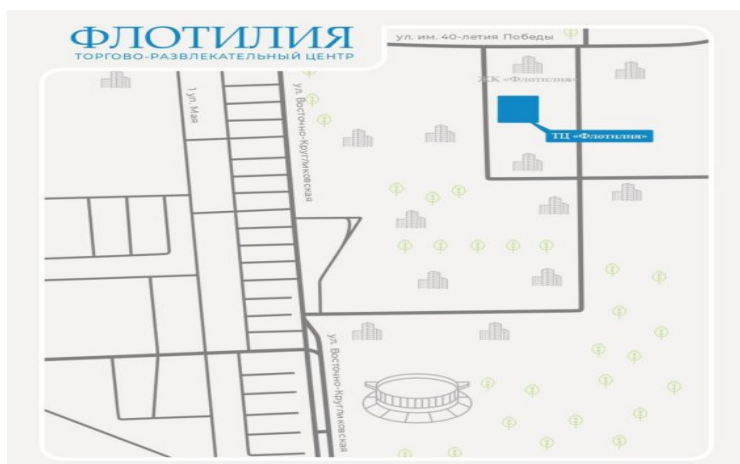 ФЛОТИЛИЯ
ТОРГОВО-РАЗВЛЕКАТЕЛЬНЫЙ ЦЕНТР
ул. им. 40-летия Победы
ЖК «Флотилия»
ТЦ «Флотилия»
1 ул. Мая
ул. Восточно-Кругликовская
ул. Восточно-Кругликовская